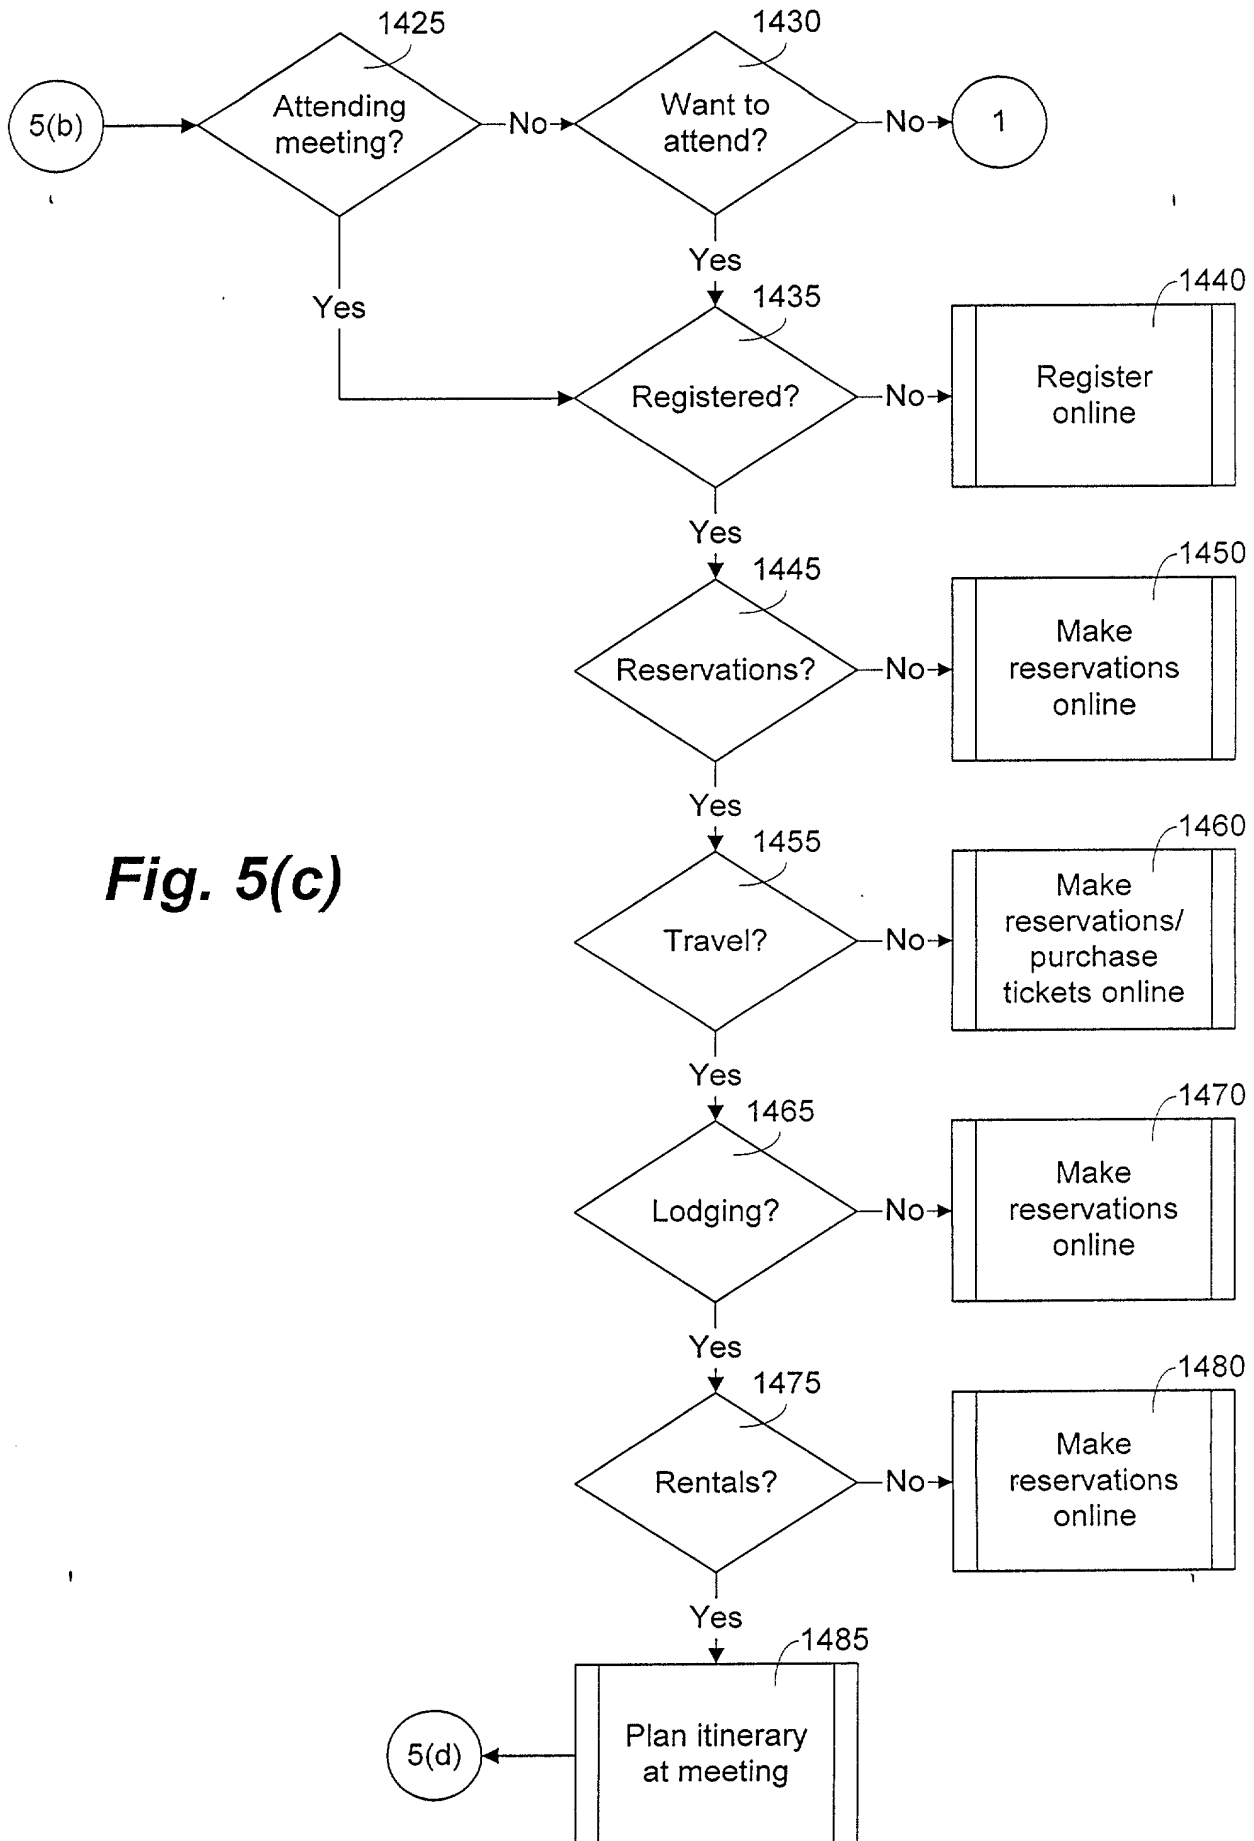 1425
1430
5(b)
Attending
meeting?
No
Want to
attend?
No
1
Yes
Yes
1435
1440
Registered?
No
Register
online
Yes
1445
1450
Reservations?
No
Make
reservations
online
Yes
1455
1460
Fig. 5(c)
Travel?
No
Make
reservations/
purchase
tickets online
Yes
1465
1470
Lodging?
No
Make
reservations
online
Yes
1475
1480
Rentals?
No
Make
reservations
online
Yes
1485
5(d)
Plan itinerary
at meeting